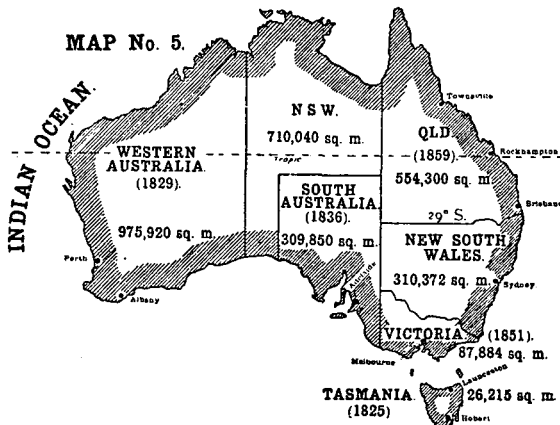 MAP No. 5.
INDIAN OCEAN.
N S W.
710,040 sq. m.
Tropic
WESTERN
AUSTRALIA.
(1829).
975,920 sq. m.
SOUTH
AUSTRALIA.
(1836).
309,850 sq. m.
QLD.
(1859).
554,300 sq. m.
29° S.
NEW SOUTH
WALES.
310,372 sq. m.
Townsville
Rockhampton
Brisbane
Sydney.
Perth
Albany
Adelaide
VICTORIA.
(1851).
87,884 sq. m.
Melbourne
Launceston
TASMANIA.
(1825)
26,215 sq. m.
Hobart